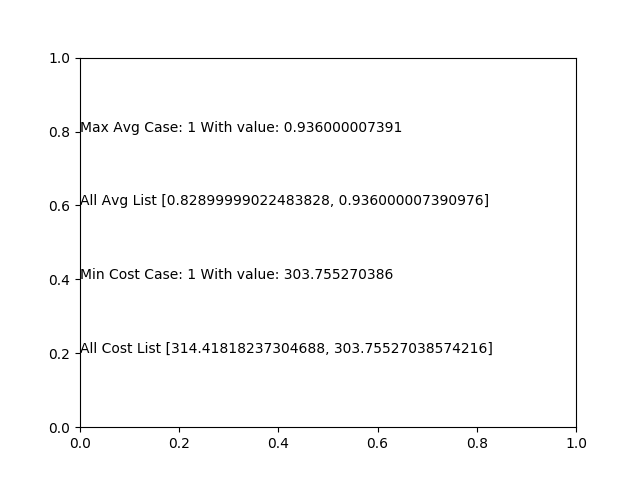 1.0
Max Avg Case: 1 With value: 0.936000007391
0.8
All Avg List [0.82899999022483828, 0.936000007390976]
0.6
Min Cost Case: 1 With value: 303.755270386
0.4
All Cost List [314.41818237304688, 303.75527038574216]
0.2
0.0
0.0 0.2 0.4 0.6 0.8 1.0